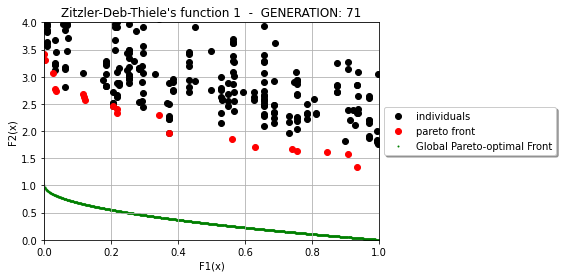 Zitzler-Deb-Thiele's function 1 - GENERATION: 71
4.0
3.5
3.0
2.5
2.0
1.5
1.0
0.5
0.0
F2(x)
0.0 0.2 0.4 0.6 0.8 1.0
F1(x)
individuals
pareto front
Global Pareto-optimal Front